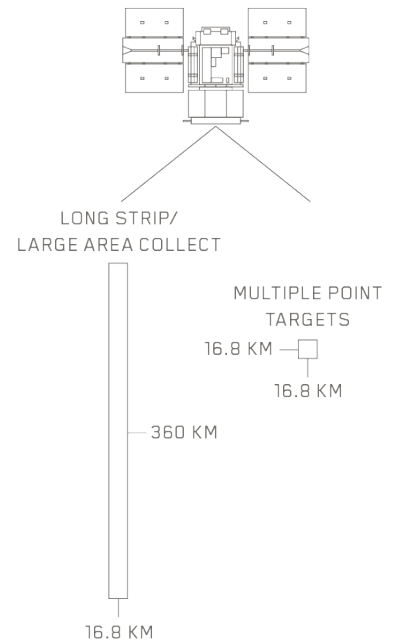 LONG STRIP/
LARGE AREA COLLECT
MULTIPLE POINT
TARGETS
16.8 KM
16.8 KM
360 KM
16.8 KM